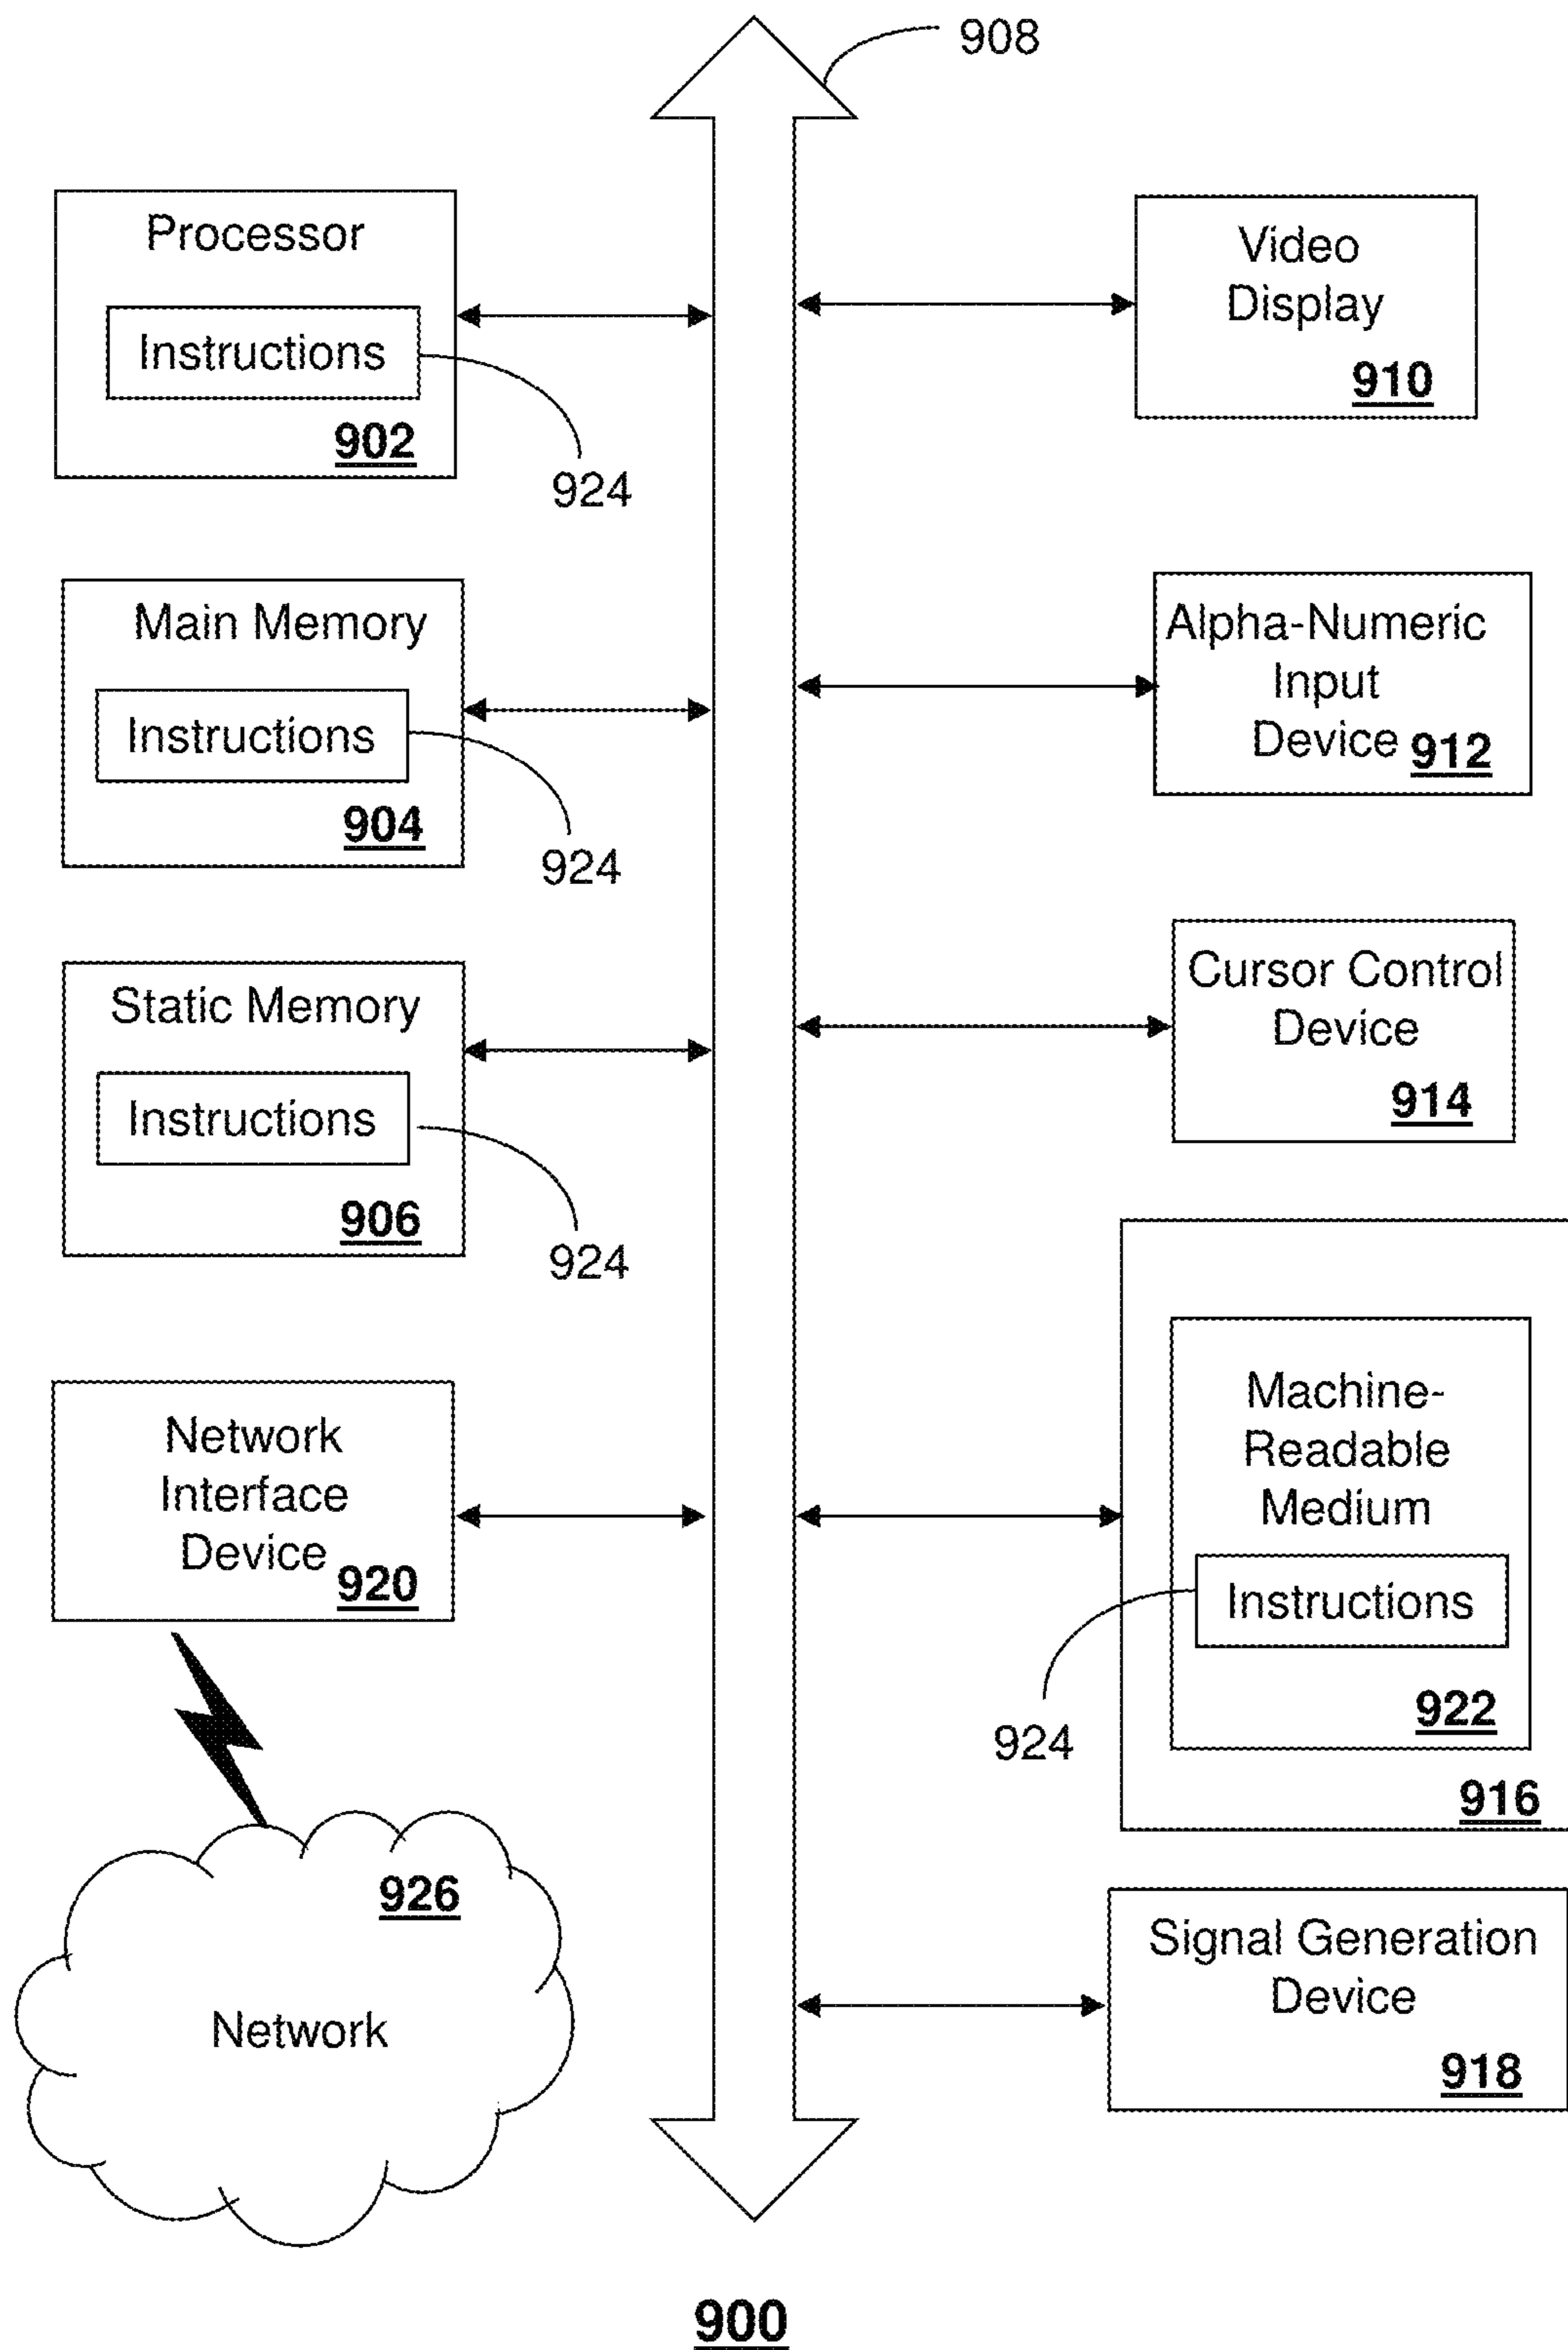 908
Processor
Instructions
902
924
Main Memory
Instructions
904
924
Static Memory
Instructions
906
924
Network
Interface
Device
920
926
Network
Video
Display
910
Alpha-Numeric
Input
Device 912
Cursor Control
Device
914
Machine-
Readable
Medium
Instructions
922
924
916
Signal Generation
Device
918
900